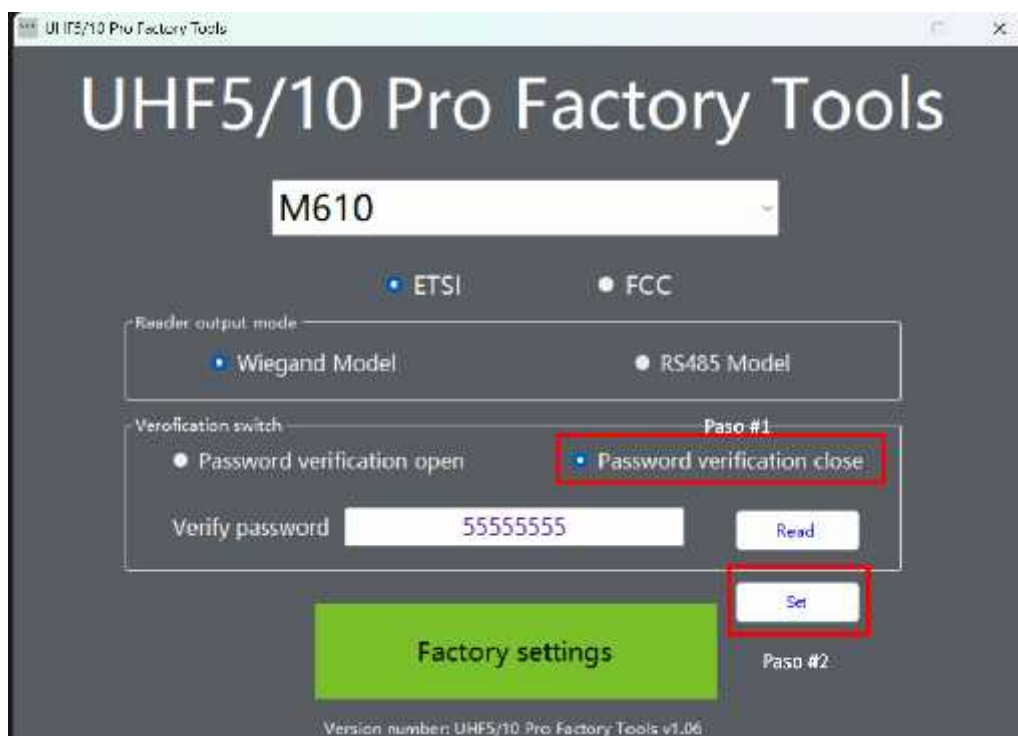 UHF5/10 Pro Factory Tools
UHF5/10 Pro Factory Tools
M610
ETSI FCC
Reader output mode
Wiegand Model RS485 Model
Verofication switch Paso #1
Password verification open Password verification close
Verify password 55555555 Read
Set
Factory settings Paso #2
Version number: UHF5/10 Pro Factory Tools v1.06